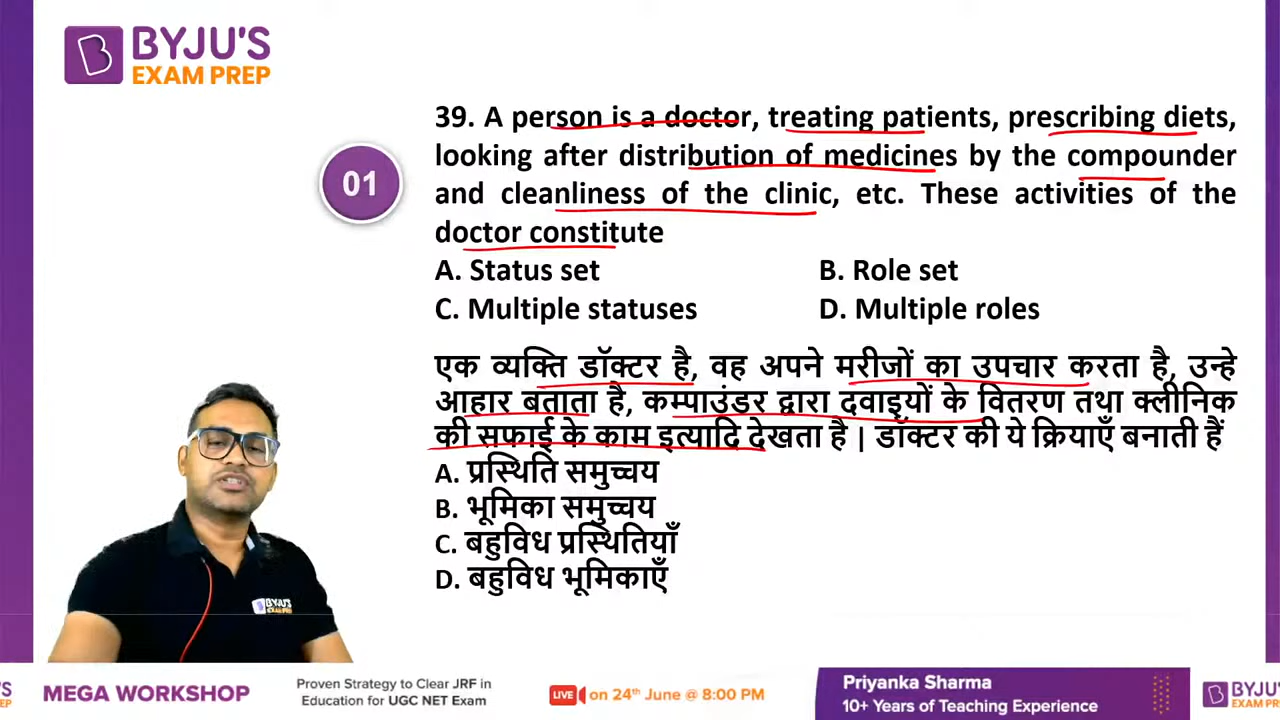 BYJU'S
EXAM PREP
39. A person is a doctor, treating patients, prescribing diets,
looking after distribution of medicines by the compounder
and cleanliness of the clinic, etc. These activities of the
doctor constitute
01
A. Status set
B. Role set
C. Multiple statuses
D. Multiple roles
एक व्यक्ति डॉक्टर है, वह अपने मरीजों का उपचार करता है, उन्हे
आहार बताता है, कम्पाउंडर द्वारा दवाइयों के वितरण तथा क्लीनिक
की सफाई के काम इत्यादि देखता है | डॉक्टर की ये क्रियाएँ बनाती हैं
A. प्रस्थिति समुच्चय
B. भूमिका समुच्चय
C. बहुविध प्रस्थितियाँ
D. बहुविध भूमिकाएँ
BYJU'S
EXAM PREP
MEGA WORKSHOP
Proven Strategy to Clear JRF in
Education for UGC NET Exam
LIVE on 24th June @ 8:00 PM
Priyanka Sharma
10+ Years of Teaching Experience